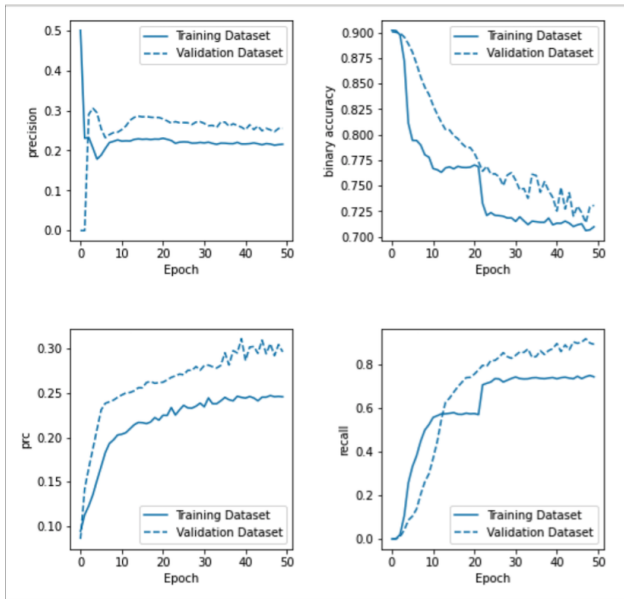 precision
0.5
0.4
0.3
0.2
0.1
0.0
Training Dataset
Validation Dataset
0 10 20 30 40 50
Epoch
binary accuracy
0.900
0.875
0.850
0.825
0.800
0.775
0.750
0.725
0.700
Training Dataset
Validation Dataset
0 10 20 30 40 50
Epoch
prc
0.30
0.25
0.20
0.15
0.10
Training Dataset
Validation Dataset
0 10 20 30 40 50
Epoch
recall
0.8
0.6
0.4
0.2
0.0
Training Dataset
Validation Dataset
0 10 20 30 40 50
Epoch